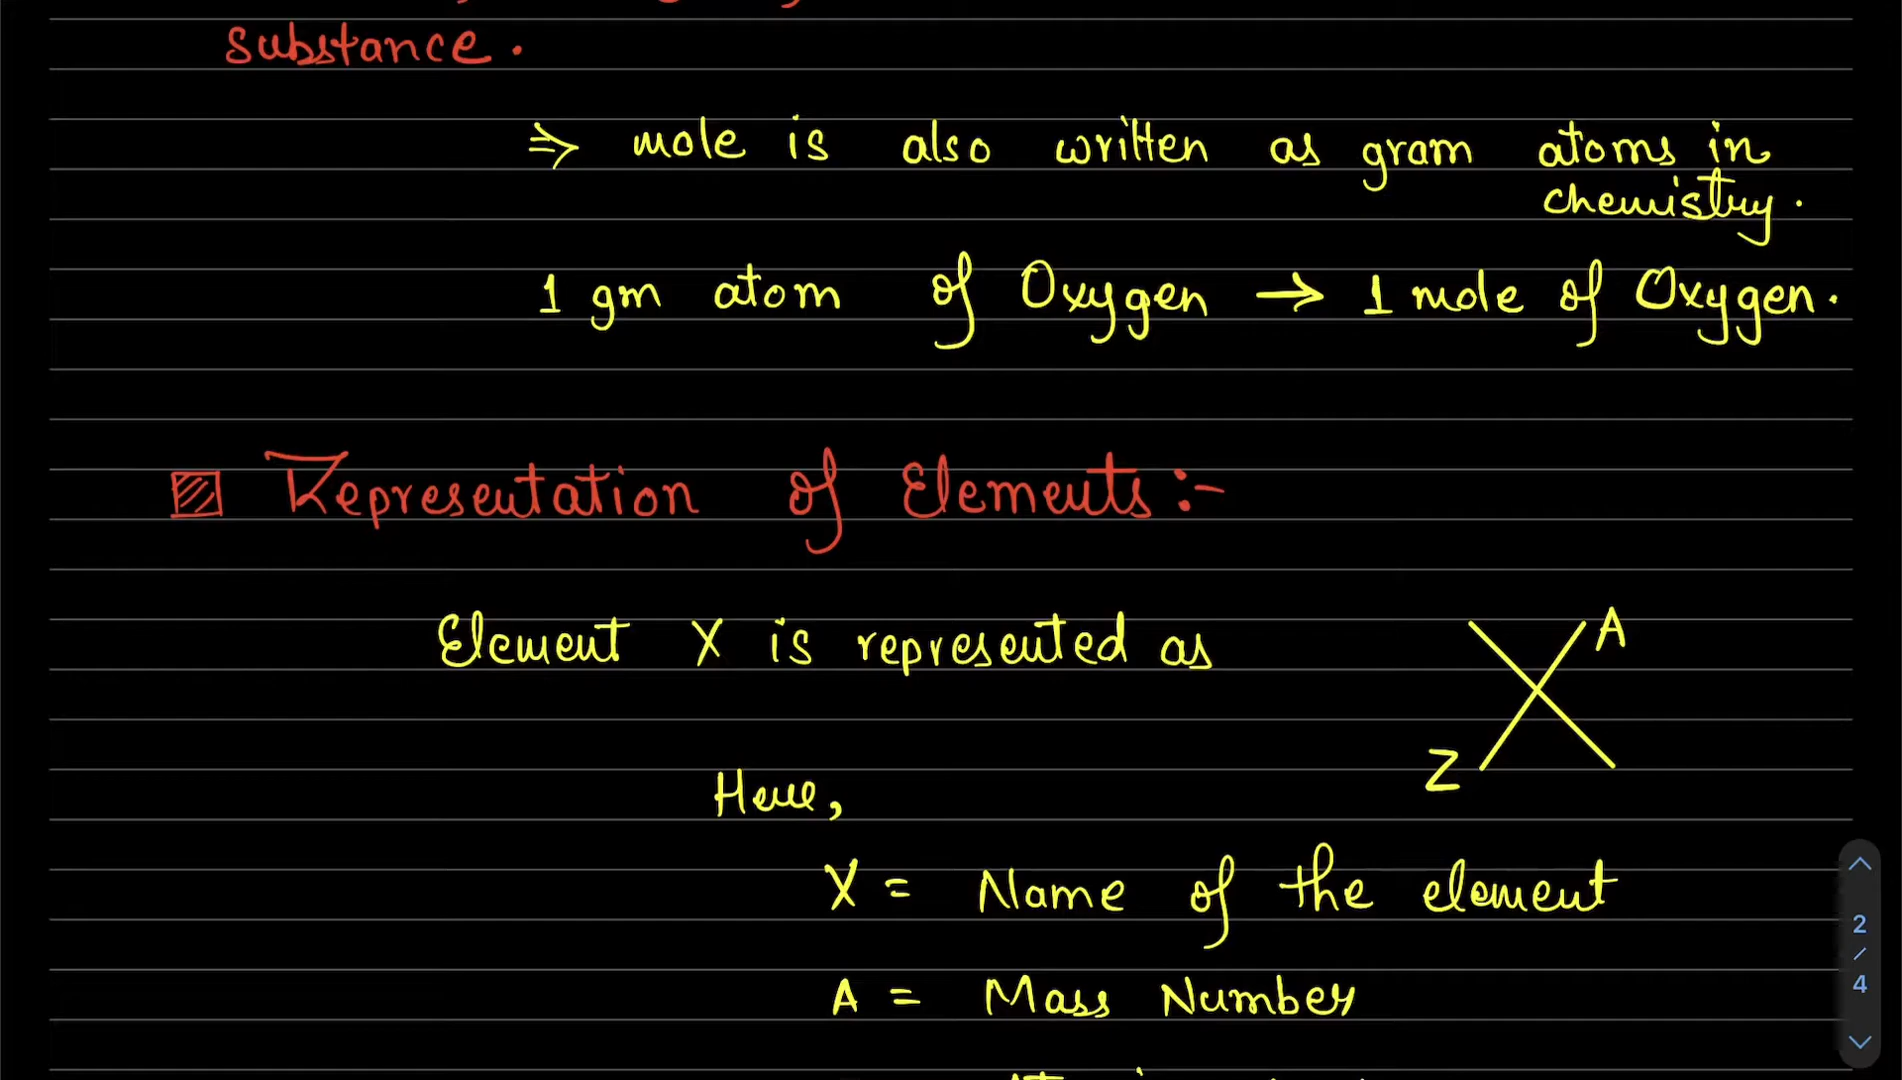 substance.
⇒ mole is also written as gram atoms in
chemistry.
1 gm atom of Oxygen → 1 mole of Oxygen.
Representation of Elements :-
Element X is represented as
X A
Z
Here,
X = Name of the element
A = Mass Number
2
/
4